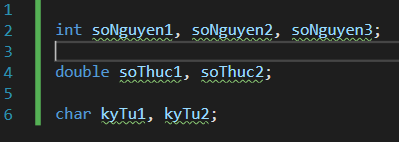 1
2 int soNguyen1, soNguyen2, soNguyen3;
3
4 double soThuc1, soThuc2;
5
6 char kyTu1, kyTu2;